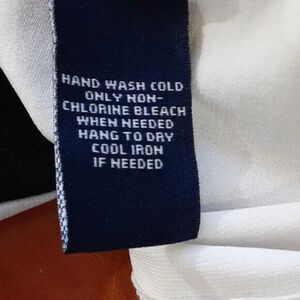 HAND WASH COLD
ONLY NON-
CHLORINE BLEACH
WHEN NEEDED
HANG TO DRY
COOL IRON
IF NEEDED